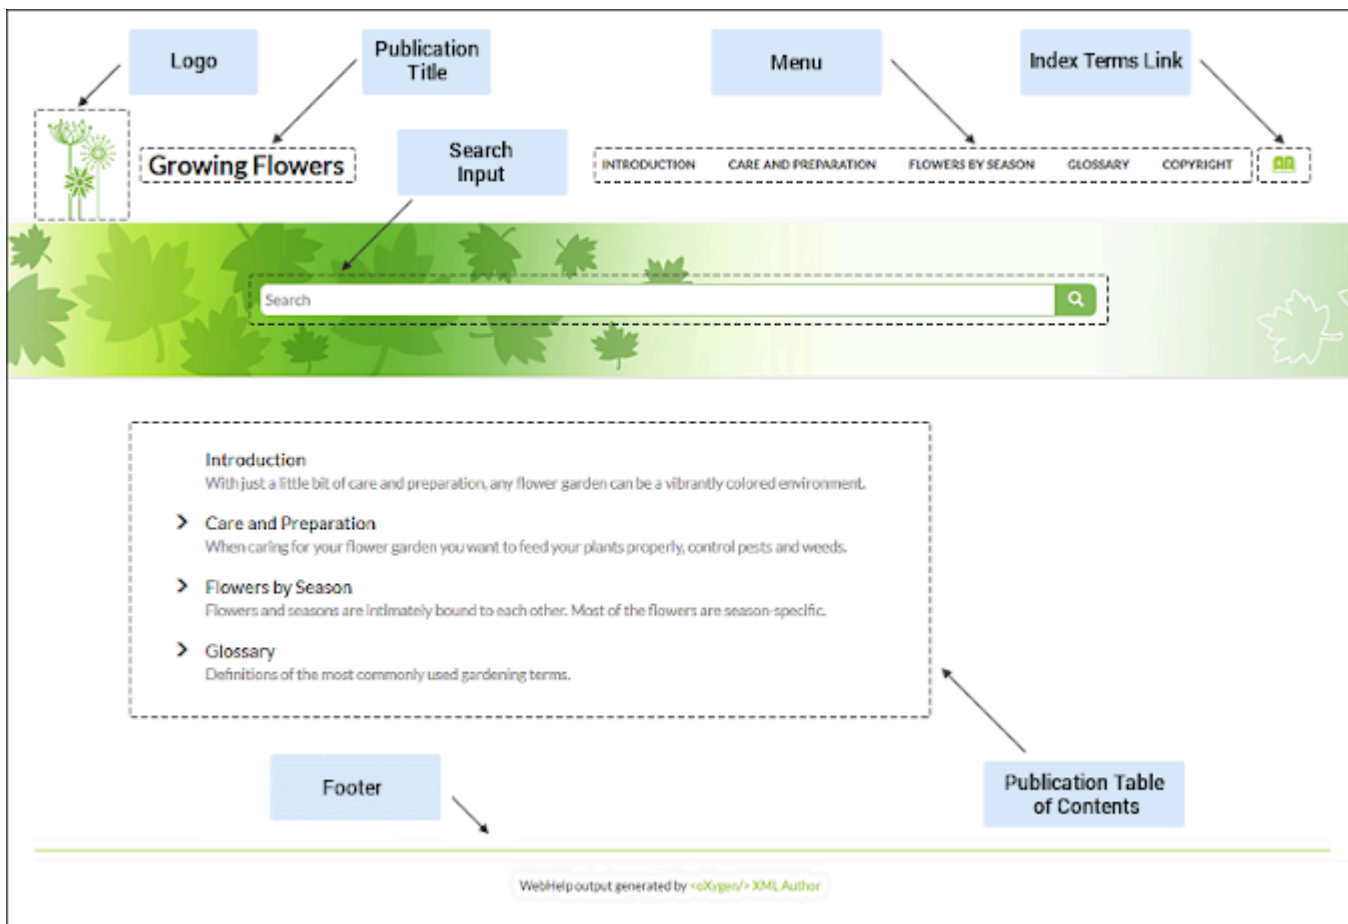 Logo
Publication
Title
Menu
Index Terms Link
Search
Input
Growing Flowers
INTRODUCTION CARE AND PREPARATION FLOWERS BY SEASON GLOSSARY COPYRIGHT
Search
Introduction
With just a little bit of care and preparation, any flower garden can be a vibrantly colored environment.
Care and Preparation
When caring for your flower garden you want to feed your plants properly, control pests and weeds.
Flowers by Season
Flowers and seasons are intimately bound to each other. Most of the flowers are season-specific.
Glossary
Definitions of the most commonly used gardening terms.
Footer
Publication Table
of Contents
WebHelp output generated by <oXygen/> XML Author